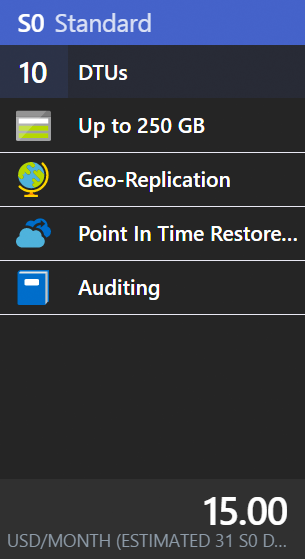 S0 Standard
10 DTUs
Up to 250 GB
Geo-Replication
Point In Time Restore...
Auditing
15.00
USD/MONTH (ESTIMATED 31 S0 D...